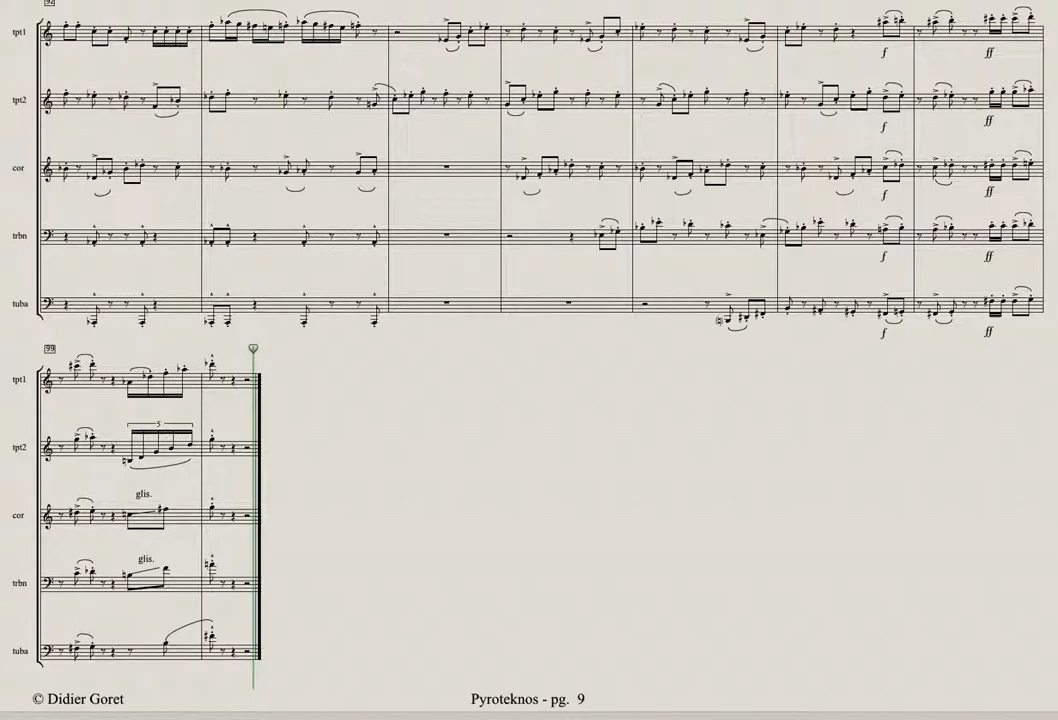 92
tpt1
f
ff
tpt2
f
ff
cor
f
ff
trbn
f
ff
tuba
f
ff
99
tpt1
5
tpt2
glis.
cor
glis.
trbn
tuba
© Didier Goret
Pyroteknos - pg. 9